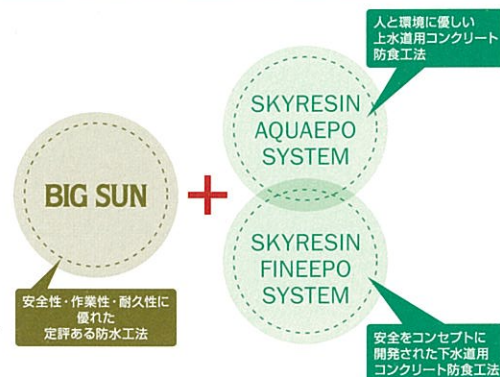 人と環境に優しい
上水道用コンクリート
防食工法
SKYRESIN
AQUAEPO
SYSTEM
BIG SUN
+
SKYRESIN
FINEEPO
SYSTEM
安全性・作業性・耐久性に
優れた
定評ある防水工法
安全をコンセプトに
開発された下水道用
コンクリート防食工法